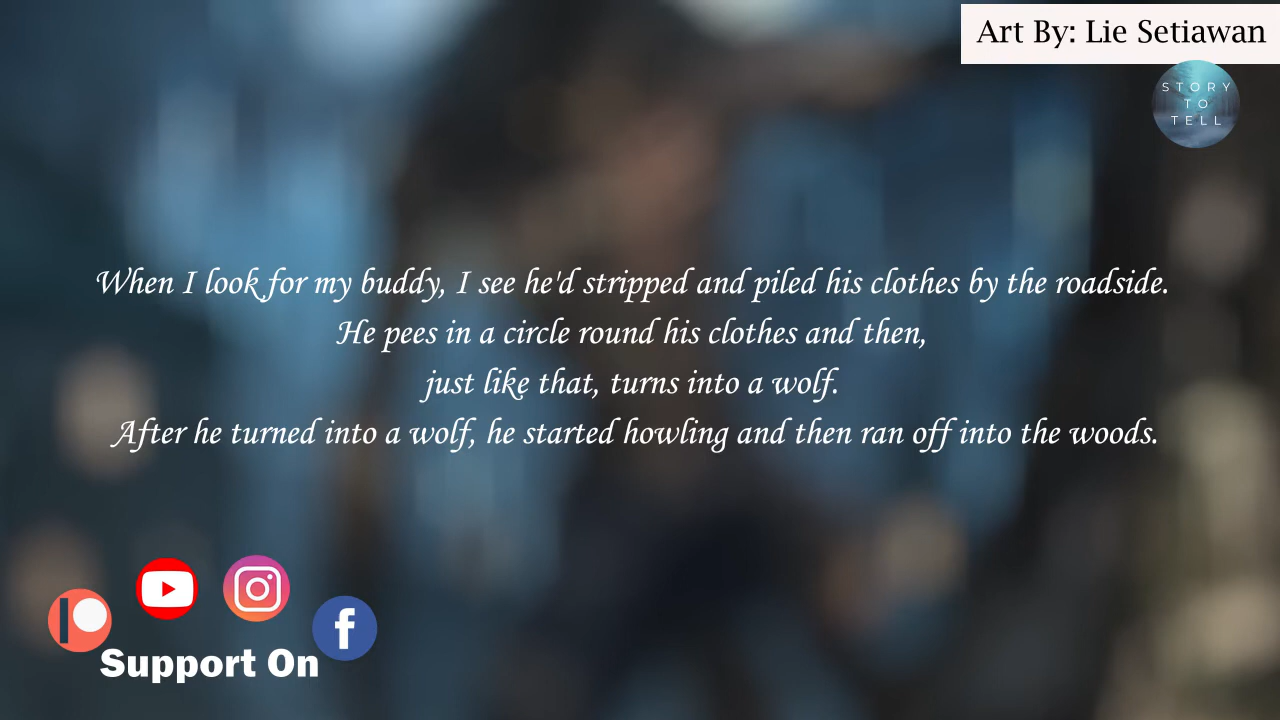 Art By: Lie Setiawan
STORY
TO
TELL
When I look for my buddy, I see he'd stripped and piled his clothes by the roadside.
He pees in a circle round his clothes and then,
just like that, turns into a wolf.
After he turned into a wolf, he started howling and then ran off into the woods.
Support On